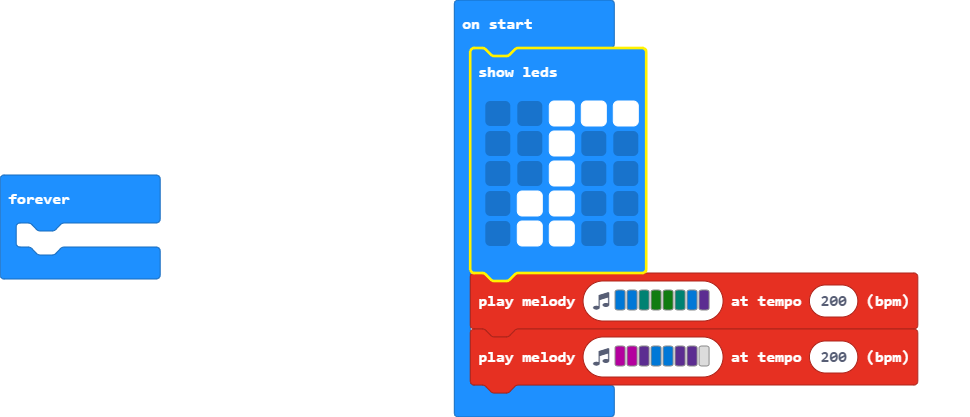 on start
show leds
forever
play melody at tempo 200 (bpm)
play melody at tempo 200 (bpm)